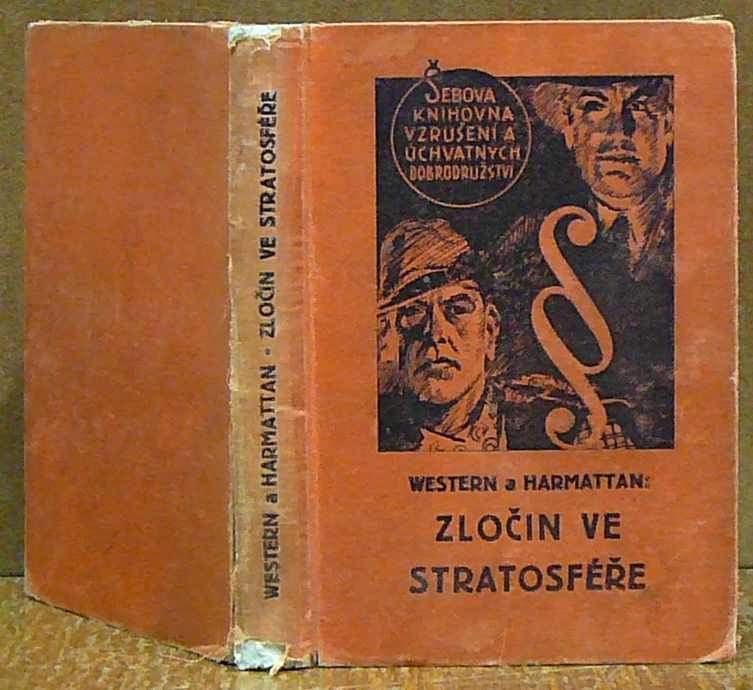 WESTERN a HARMATTAN · ZLOČIN VE STRATOSFÉŘE
ŠEBOVA
KNIHOVNA
VZRUŠENÍ A
ÚCHVATNÝCH
DOBRODRUŽSTVÍ
WESTERN a HARMATTAN:
ZLOČIN VE
STRATOSFÉŘE